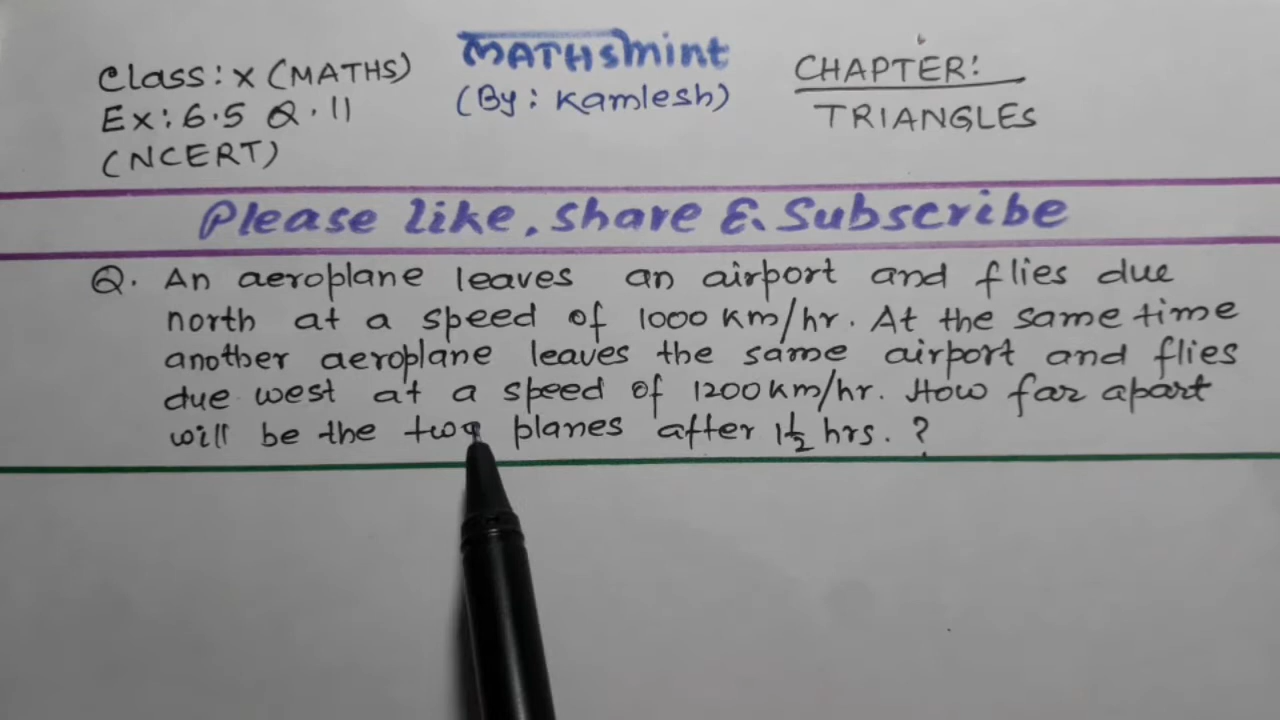 Class: X (MATHS)
Ex: 6.5 Q.11
(NCERT)
MATHSMint
(By: Kamlesh)
CHAPTER:
TRIANGLES
Please like, Share & Subscribe
Q. An aeroplane leaves an airport and flies due
north at a speed of 1000 km/hr. At the same time
another aeroplane leaves the same airport and flies
due west at a speed of 1200 km/hr. How far apart
will be the two planes after 1 1/2 hrs. ?